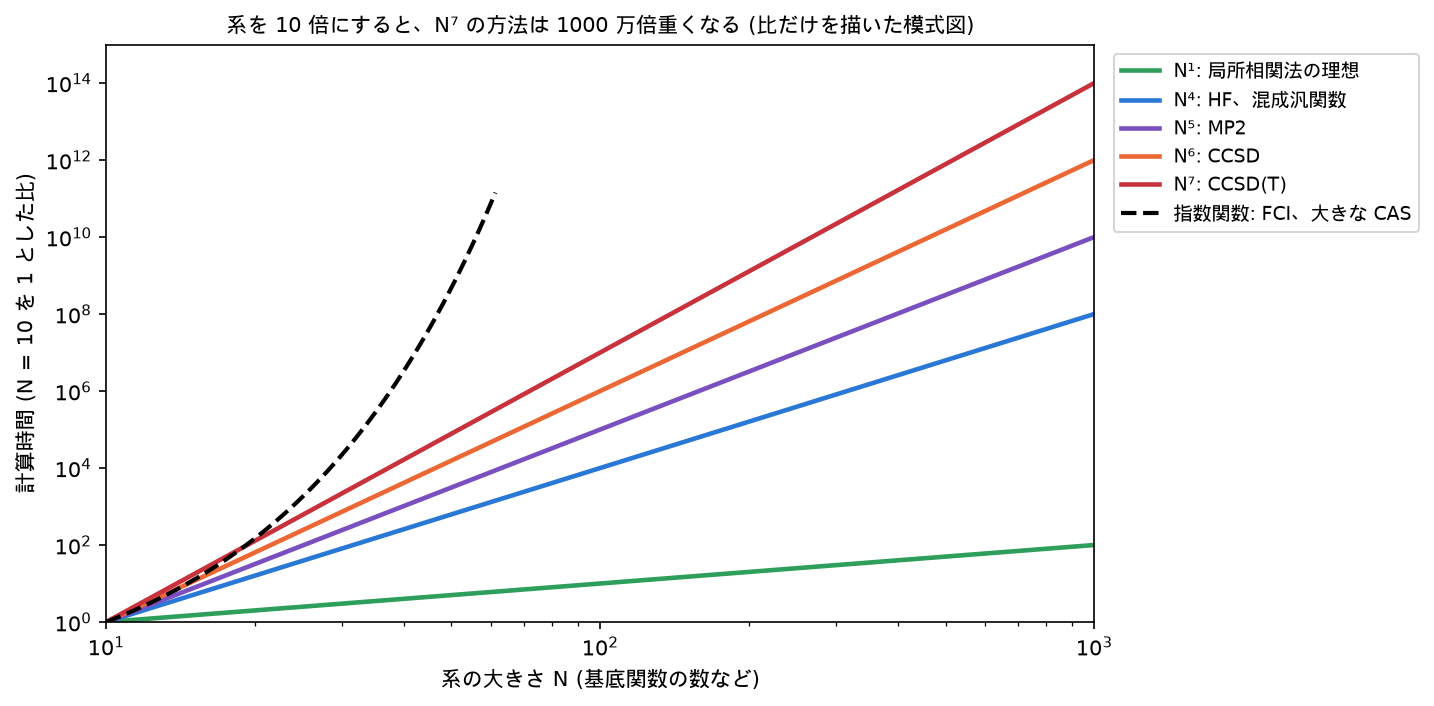 系を 10 倍にすると、N⁷ の方法は 1000 万倍重くなる (比だけを描いた模式図)
計算時間 (N = 10 を 1 とした比)
10¹⁴
10¹²
10¹⁰
10⁸
10⁶
10⁴
10²
10⁰
10¹
10²
10³
系の大きさ N (基底関数の数など)
N¹: 局所相関法の理想
N⁴: HF、混成汎関数
N⁵: MP2
N⁶: CCSD
N⁷: CCSD(T)
指数関数: FCI、大きな CAS